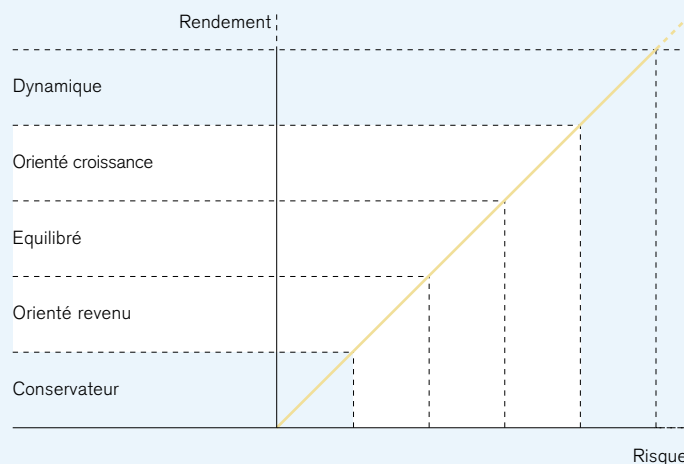 Rendement
Dynamique
Orienté croissance
Equilibré
Orienté revenu
Conservateur
Risque